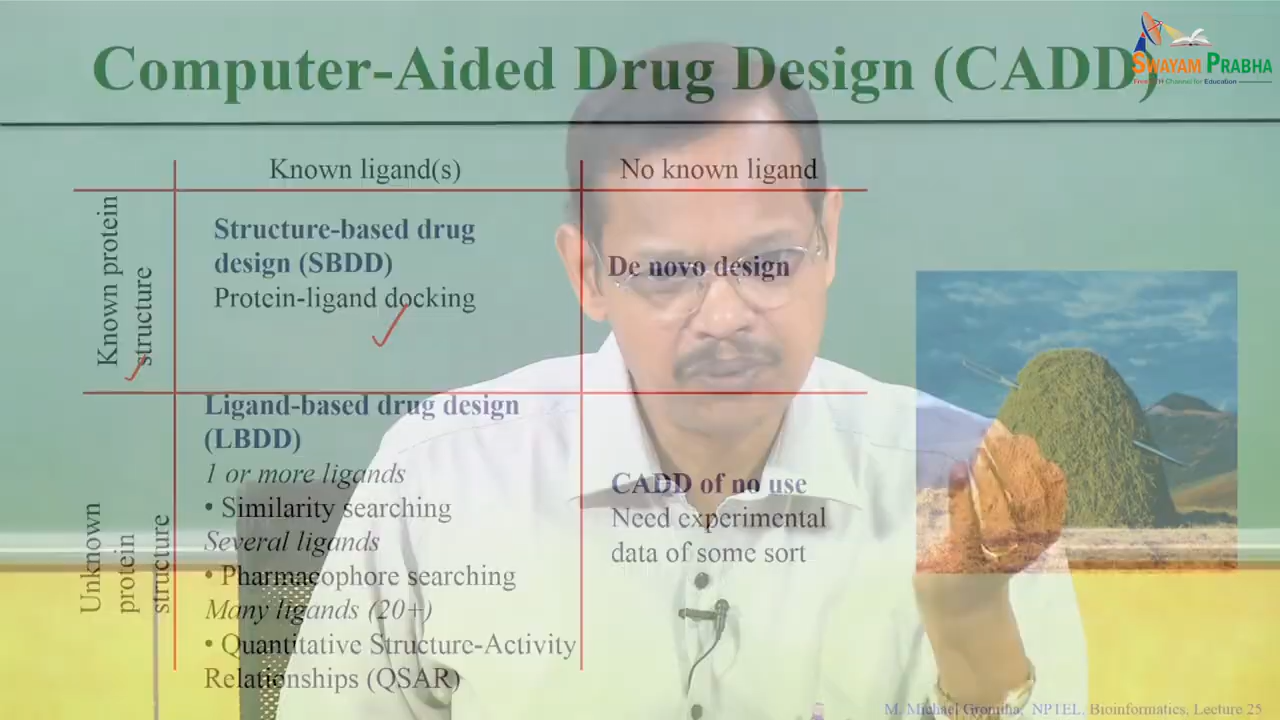 Computer-Aided Drug Design (CADD)
SWAYAM PRABHA
Channel for Education
Known ligand(s)
No known ligand
Known protein
structure
Structure-based drug
design (SBDD)
Protein-ligand docking
De novo design
Unknown
protein
structure
Ligand-based drug design
(LBDD)
1 or more ligands
• Similarity searching
Several ligands
• Pharmacophore searching
Many ligands (20+)
• Quantitative Structure-Activity
Relationships (QSAR)
CADD of no use
Need experimental
data of some sort
M. Michael Gromiha, NPTEL, Bioinformatics, Lecture 25